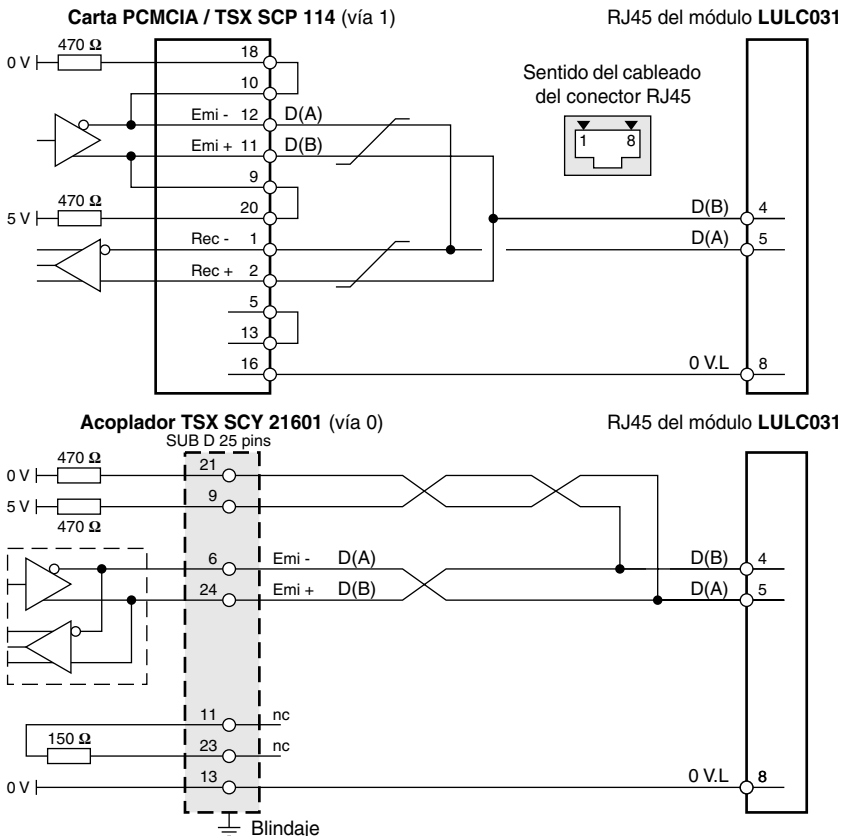 Carta PCMCIA / TSX SCP 114 (vía 1)
RJ45 del módulo LULC031
470 Ω
0 V
18
10
Sentido del cableado
del conector RJ45
1 8
Emi - 12 D(A)
Emi + 11 D(B)
9
470 Ω
5 V
20
D(B) 4
Rec - 1
D(A) 5
Rec + 2
5
13
16
0 V.L 8
Acoplador TSX SCY 21601 (vía 0)
RJ45 del módulo LULC031
SUB D 25 pins
470 Ω
0 V
21
5 V
9
470 Ω
6 Emi - D(A)
D(B) 4
24 Emi + D(B)
D(A) 5
11 nc
150 Ω
23 nc
0 V
13
0 V.L 8
Blindaje